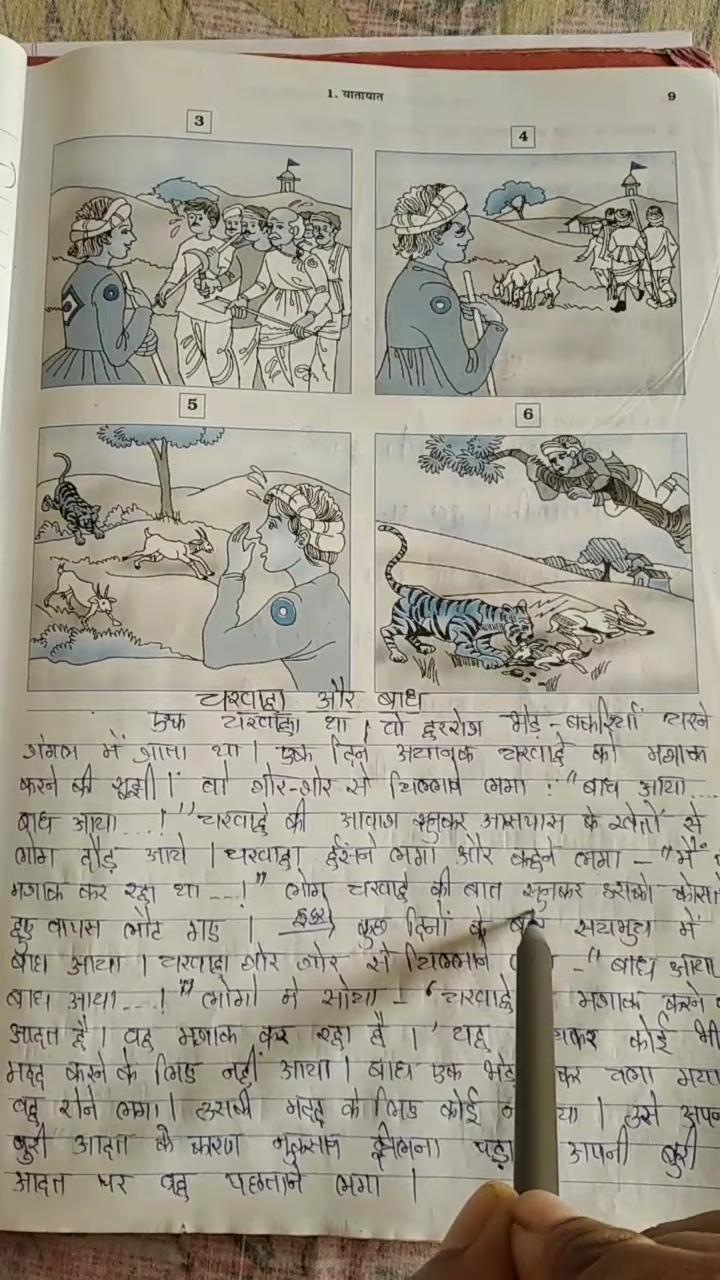 1. यातायात
9
3
4
5
6
चरवाहा और बाघ
एक चरवाहा था । वो हररोज भेड़-बकरियाँ चरने
जंगल में जाता था । एक दिन अचानक चरवाहे को मजाक
करने की सूझी । वो जोर-जोर से चिल्लाने लगा : "बाघ आया...
बाघ आया...!" चरवाहे की आवाज सुनकर आसपास के खेतों से
लोग दौड़ आये । चरवाहा हँसने लगा और कहने लगा - "मैं
मजाक कर रहा था ...!" लोग चरवाहे की बात सुनकर उसको कोसते
हुए वापस लौट गए । कुछ दिनों के सचमुच में
बाघ आया । चरवाहा जोर जोर से चिल्लाने - "बाघ आया
बाघ आया...!" लोगों ने सोचा - 'चरवाहे मजाक करने
आदत है । वह मजाक कर रहा है ।' यह कोई भी
मदद करने के लिए नहीं आया । बाघ एक चला गया
वह रोने लगा । उसकी मदद के लिए कोई उसे
बुरी आदत के कारण नुकसान झेलना पड़ा अपनी बुरी
आदत पर वह पछताने लगा ।